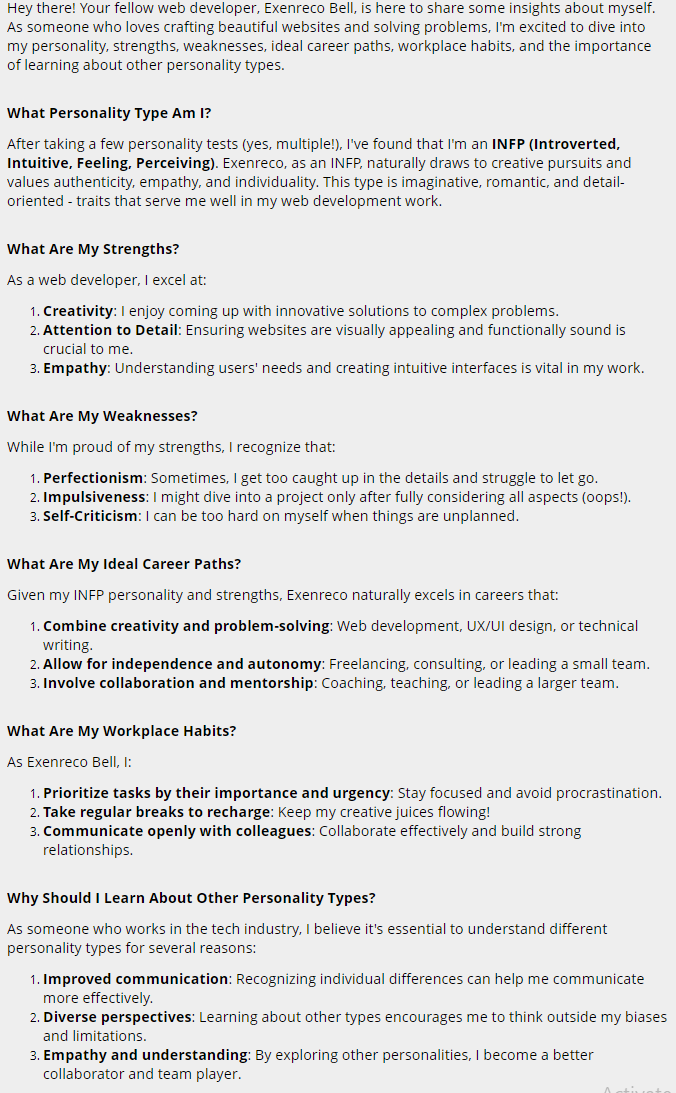 Hey there! Your fellow web developer, Exenreco Bell, is here to share some insights about myself.
As someone who loves crafting beautiful websites and solving problems, I'm excited to dive into
my personality, strengths, weaknesses, ideal career paths, workplace habits, and the importance
of learning about other personality types.
What Personality Type Am I?
After taking a few personality tests (yes, multiple!), I've found that I'm an INFP (Introverted,
Intuitive, Feeling, Perceiving). Exenreco, as an INFP, naturally draws to creative pursuits and
values authenticity, empathy, and individuality. This type is imaginative, romantic, and detail-
oriented - traits that serve me well in my web development work.
What Are My Strengths?
As a web developer, I excel at:
1. Creativity: I enjoy coming up with innovative solutions to complex problems.
2. Attention to Detail: Ensuring websites are visually appealing and functionally sound is
crucial to me.
3. Empathy: Understanding users' needs and creating intuitive interfaces is vital in my work.
What Are My Weaknesses?
While I'm proud of my strengths, I recognize that:
1. Perfectionism: Sometimes, I get too caught up in the details and struggle to let go.
2. Impulsiveness: I might dive into a project only after fully considering all aspects (oops!).
3. Self-Criticism: I can be too hard on myself when things are unplanned.
What Are My Ideal Career Paths?
Given my INFP personality and strengths, Exenreco naturally excels in careers that:
1. Combine creativity and problem-solving: Web development, UX/UI design, or technical
writing.
2. Allow for independence and autonomy: Freelancing, consulting, or leading a small team.
3. Involve collaboration and mentorship: Coaching, teaching, or leading a larger team.
What Are My Workplace Habits?
As Exenreco Bell, I:
1. Prioritize tasks by their importance and urgency: Stay focused and avoid procrastination.
2. Take regular breaks to recharge: Keep my creative juices flowing!
3. Communicate openly with colleagues: Collaborate effectively and build strong
relationships.
Why Should I Learn About Other Personality Types?
As someone who works in the tech industry, I believe it's essential to understand different
personality types for several reasons:
1. Improved communication: Recognizing individual differences can help me communicate
more effectively.
2. Diverse perspectives: Learning about other types encourages me to think outside my biases
and limitations.
3. Empathy and understanding: By exploring other personalities, I become a better
collaborator and team player.